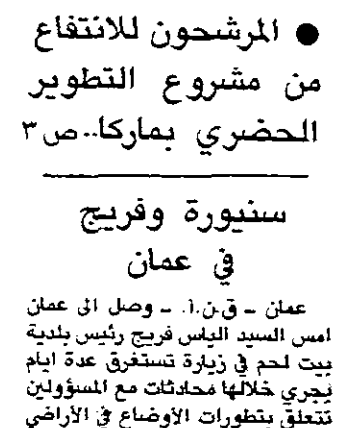 ● المرشحون للانتفاع
من مشروع التطوير
الحضري بماركا..ص٣
سنيورة وفريج
في عمان
عمان ـ ق.ن.ا. ـ وصل الى عمان
امس السيد الياس فريج رئيس بلدية
بيت لحم في زيارة تستغرق عدة ايام
يجري خلالها محادثات مع المسؤولين
تتعلق بتطورات الأوضاع في الأراضي